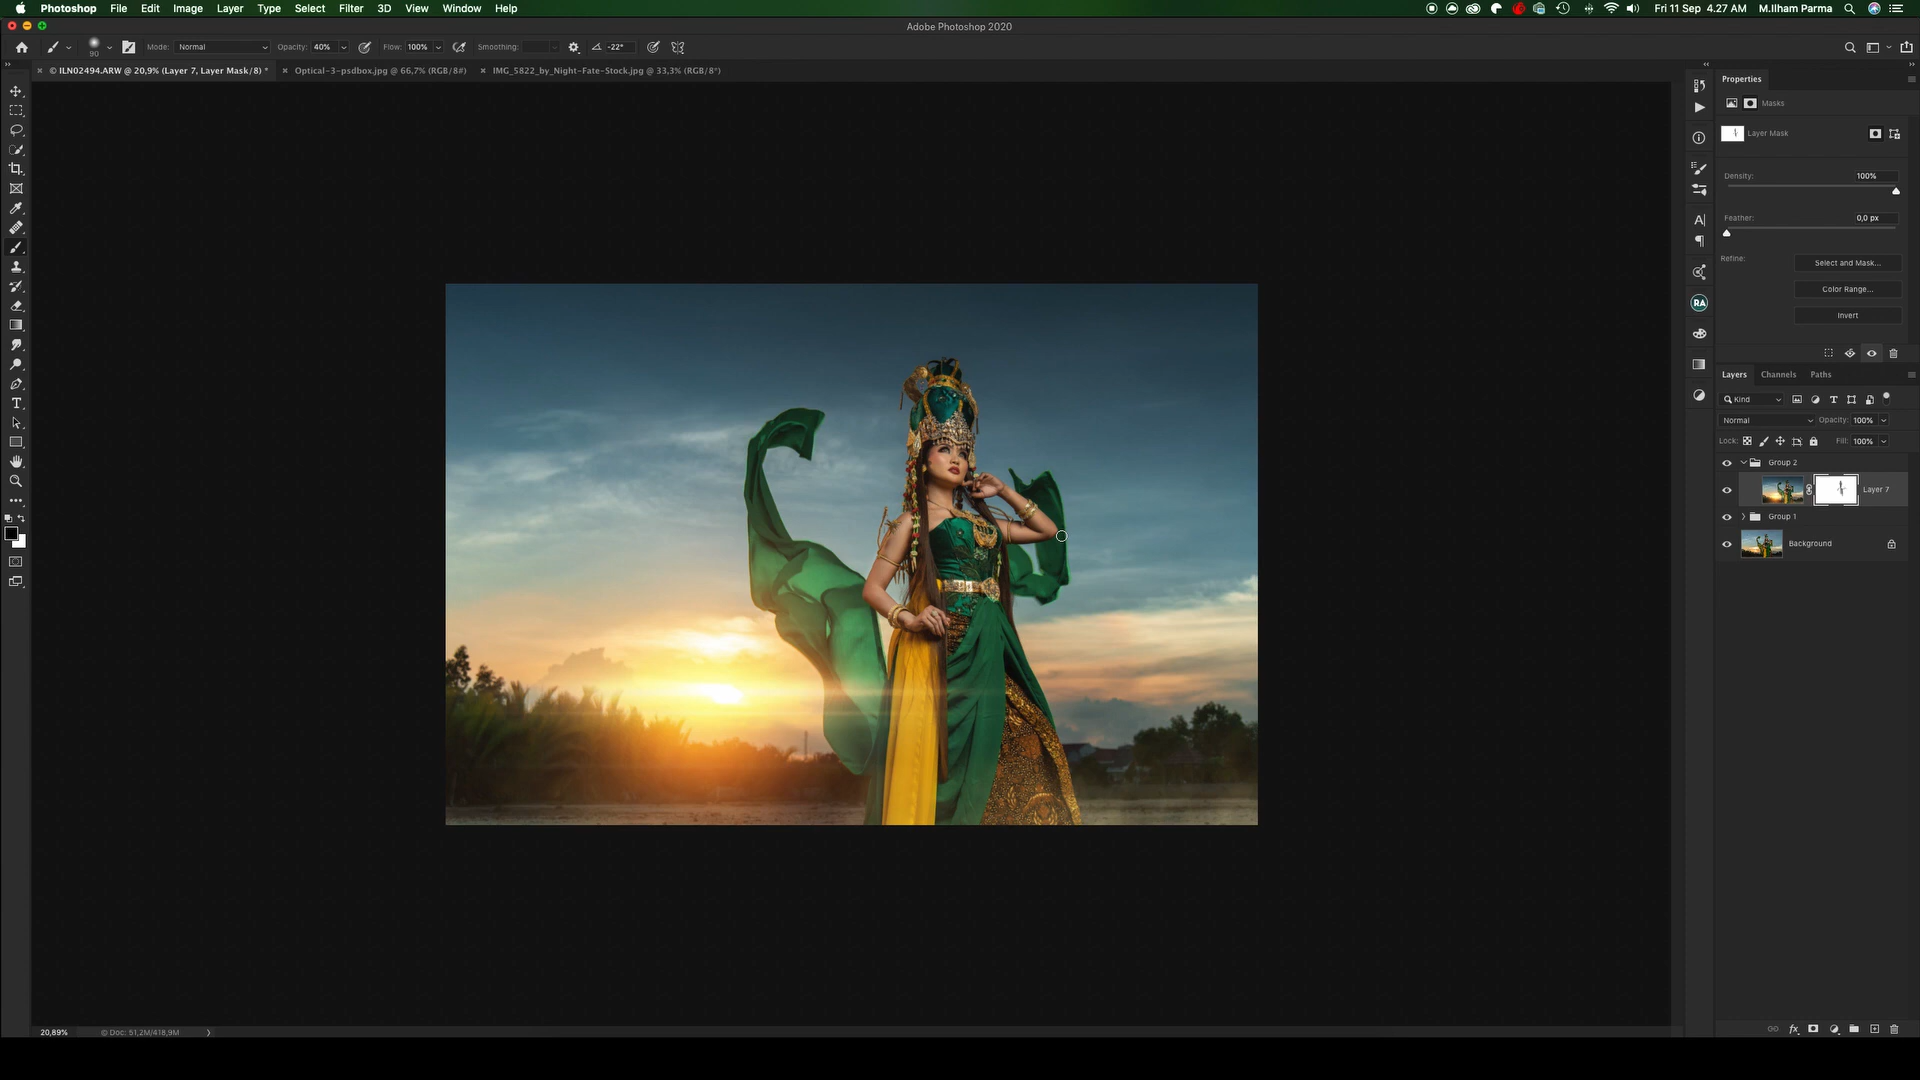 Photoshop File Edit Image Layer Type Select Filter 3D View Window Help Fri 11 Sep 4.27 AM M.Ilham Parma
Adobe Photoshop 2020
90 Mode: Normal Opacity: 40% Flow: 100% Smoothing: -22°
© ILN02494.ARW @ 20,9% (Layer 7, Layer Mask/8) * Optical-3-psdbox.jpg @ 66,7% (RGB/8#) IMG_5822_by_Night-Fate-Stock.jpg @ 33,3% (RGB/8*)
Properties
Masks
Layer Mask
Density: 100%
Feather: 0,0 px
Refine: Select and Mask...
Color Range...
Invert
RA
Layers Channels Paths
Kind
Normal Opacity: 100%
Lock: Fill: 100%
Group 2
Layer 7
Group 1
Background
20,89% © Doc: 51,2M/418,9M